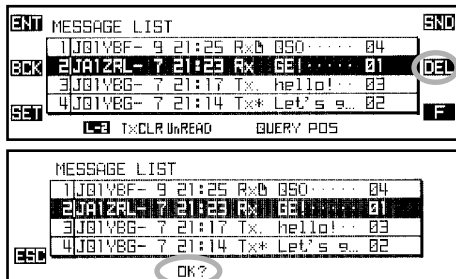 ENT MESSAGE LIST SND
1 JQ1YBF- 9 21:25 Rx QSO····· 04
BCK 2 JA1ZRL- 7 21:23 Rx GE!····· 01 DEL
3 JQ1YBG- 7 21:17 Tx. hello!·· 03
SET 4 JQ1YBG- 7 21:14 Tx* Let's g… 02 F
TXCLR UnREAD QUERY POS
MESSAGE LIST
1 JQ1YBF- 9 21:25 Rx QSO····· 04
2 JA1ZRL- 7 21:23 Rx GE!····· 01
3 JQ1YBG- 7 21:17 Tx. hello!·· 03
ESC 4 JQ1YBG- 7 21:14 Tx* Let's g… 02
OK?